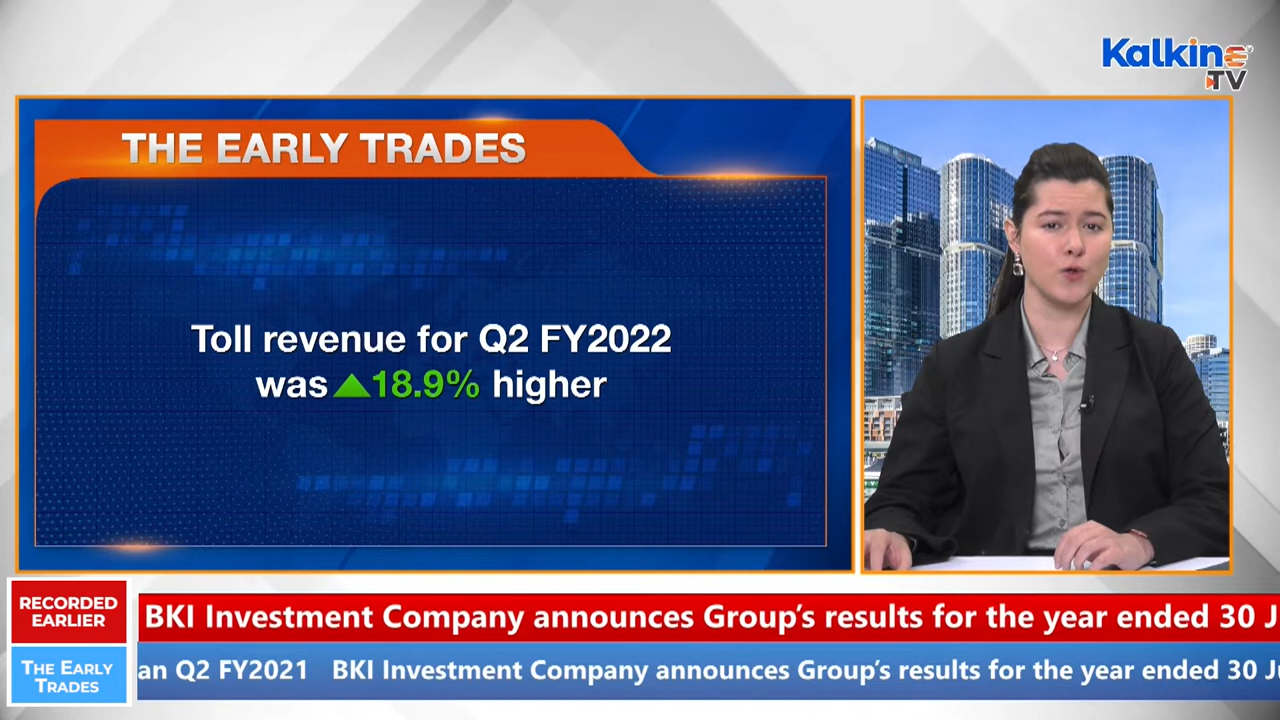 Kalkine
TV
THE EARLY TRADES
Toll revenue for Q2 FY2022
was ▲18.9% higher
RECORDED
EARLIER
BKI Investment Company announces Group’s results for the year ended 30 J
THE EARLY
TRADES
an Q2 FY2021 BKI Investment Company announces Group’s results for the year ended 30 Ju